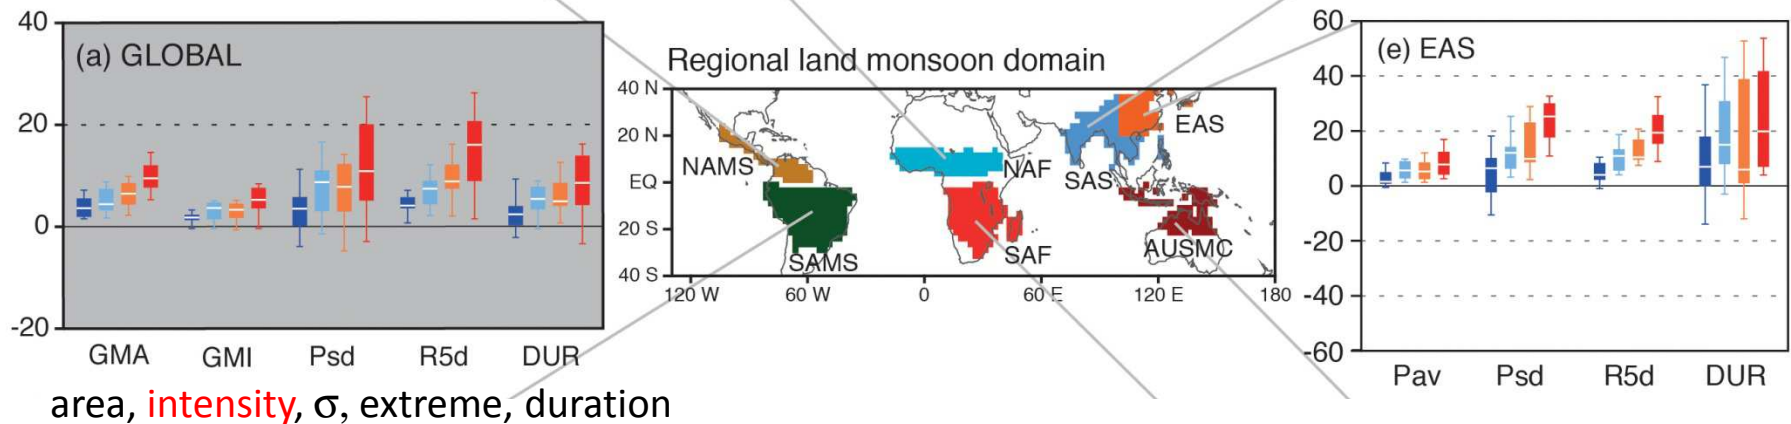 (a) GLOBAL
40
20
0
-20
GMA GMI Psd R5d DUR
area, intensity, σ, extreme, duration
Regional land monsoon domain
40 N
20 N
EQ
20 S
40 S
120 W 60 W 0 60 E 120 E 180
NAMS
SAMS
NAF
SAF
SAS
EAS
AUSMC
(e) EAS
60
40
20
0
-20
-40
-60
Pav Psd R5d DUR